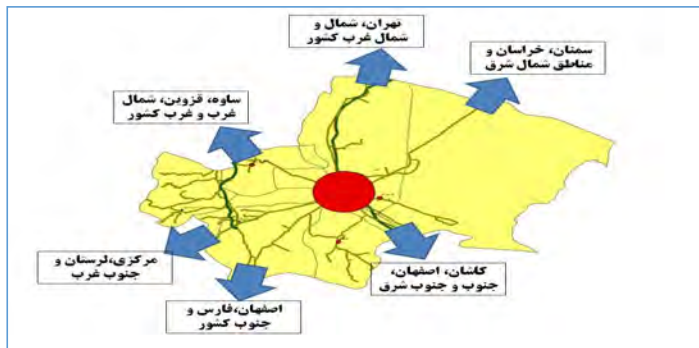 تهران، شمال و
شمال غرب کشور
سمنان، خراسان و
مناطق شمال شرق
ساوه، قزوین، شمال
غرب و غرب کشور
مرکزی،لرستان و
جنوب غرب
کاشان، اصفهان،
جنوب و جنوب شرق
اصفهان،فارس و
جنوب کشور